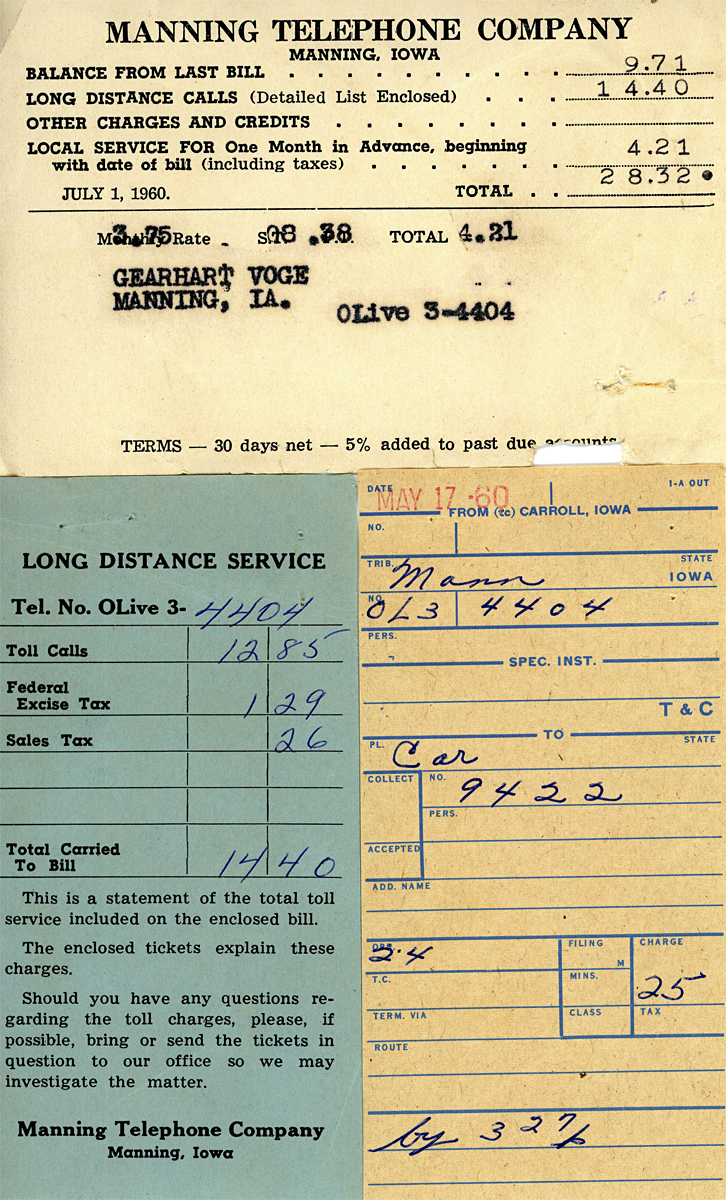 MANNING TELEPHONE COMPANY
MANNING, IOWA
BALANCE FROM LAST BILL . . . . . . . . . . 9.71
LONG DISTANCE CALLS (Detailed List Enclosed) . . . 14.40
OTHER CHARGES AND CREDITS . . . . . . . .
LOCAL SERVICE FOR One Month in Advance, beginning
with date of bill (including taxes) . . . . . . . 4.21
JULY 1, 1960. TOTAL . . 28.32
Monthly Rate 3.75 .38 TOTAL 4.21
GEARHART VOGE
MANNING, IA.
OLive 3-4404
TERMS — 30 days net — 5% added to past due accounts
LONG DISTANCE SERVICE
Tel. No. OLive 3- 4404
Toll Calls 12 85
Federal
Excise Tax 1 29
Sales Tax 26
Total Carried
To Bill 14 40
This is a statement of the total toll
service included on the enclosed bill.
The enclosed tickets explain these
charges.
Should you have any questions re-
garding the toll charges, please, if
possible, bring or send the tickets in
question to our office so we may
investigate the matter.
Manning Telephone Company
Manning, Iowa
DATE MAY 17 '60 1-A OUT
FROM (to) CARROLL, IOWA
NO.
TRIB. Mann STATE
IOWA
NO. OL3 4404
PERS.
SPEC. INST.
T & C
TO
PL. Car STATE
COLLECT NO. 9422
PERS.
ACCEPTED
ADD. NAME
OPR. 24 FILING M CHARGE
T.C. MINS. 25
TERM. VIA CLASS TAX
ROUTE
by 327